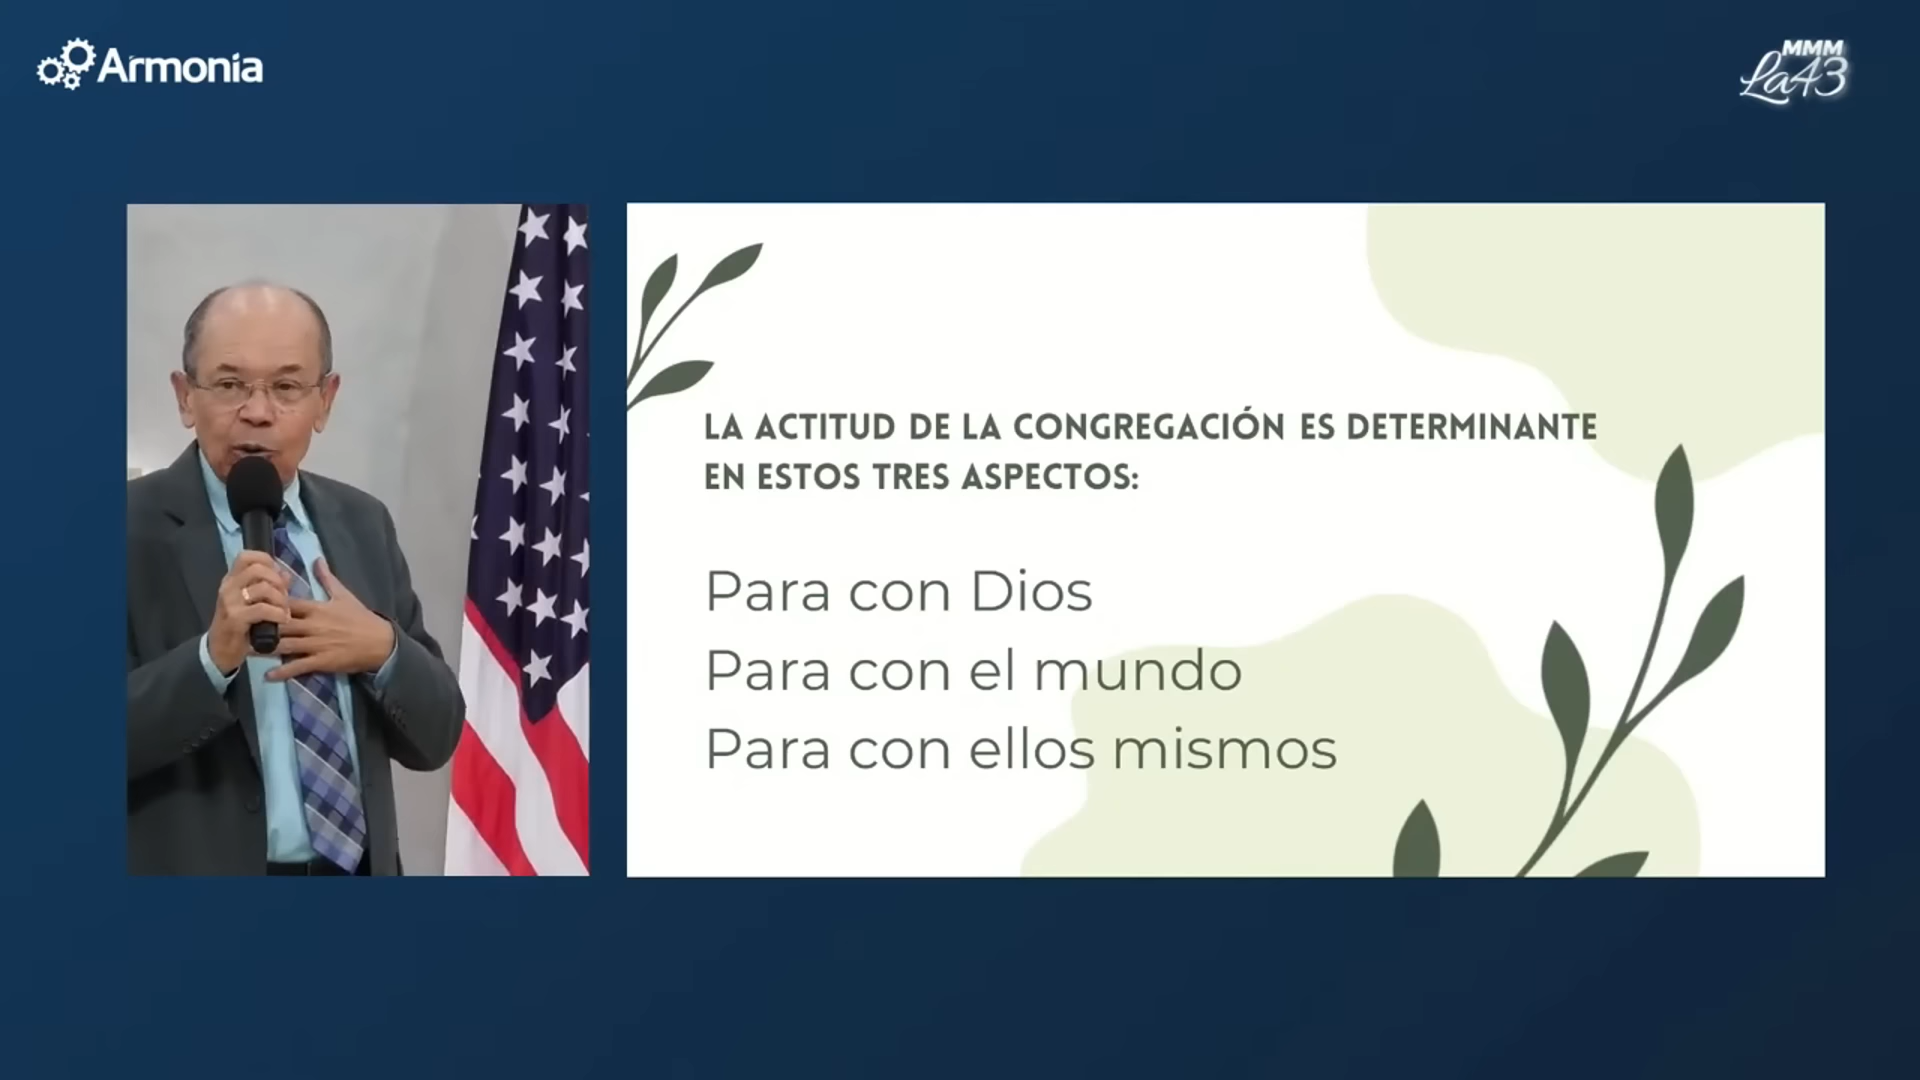 Armonía
MMM
La43
LA ACTITUD DE LA CONGREGACIÓN ES DETERMINANTE
EN ESTOS TRES ASPECTOS:
Para con Dios
Para con el mundo
Para con ellos mismos